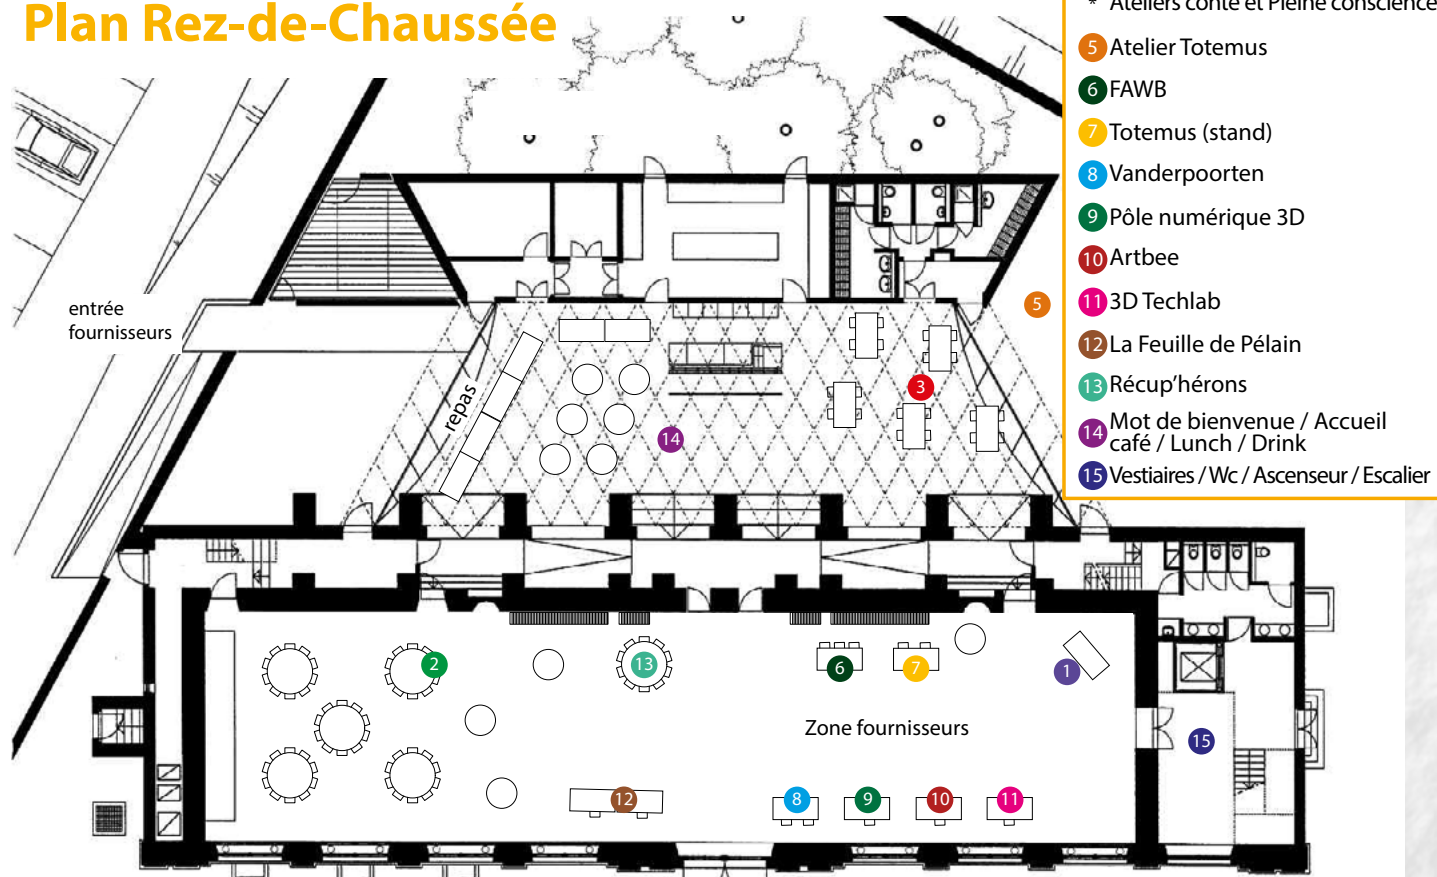 Plan Rez-de-Chaussée
* Ateliers conte et Pleine conscience
5 Atelier Totemus
6 FAWB
7 Totemus (stand)
8 Vanderpoorten
9 Pôle numérique 3D
10 Artbee
11 3D Techlab
12 La Feuille de Pélain
13 Récup’hérons
14 Mot de bienvenue / Accueil
café / Lunch / Drink
15 Vestiaires / Wc / Ascenseur / Escalier
entrée
fournisseurs
5
repas
3
14
2
13
6
7
1
Zone fournisseurs
15
12
8
9
10
11